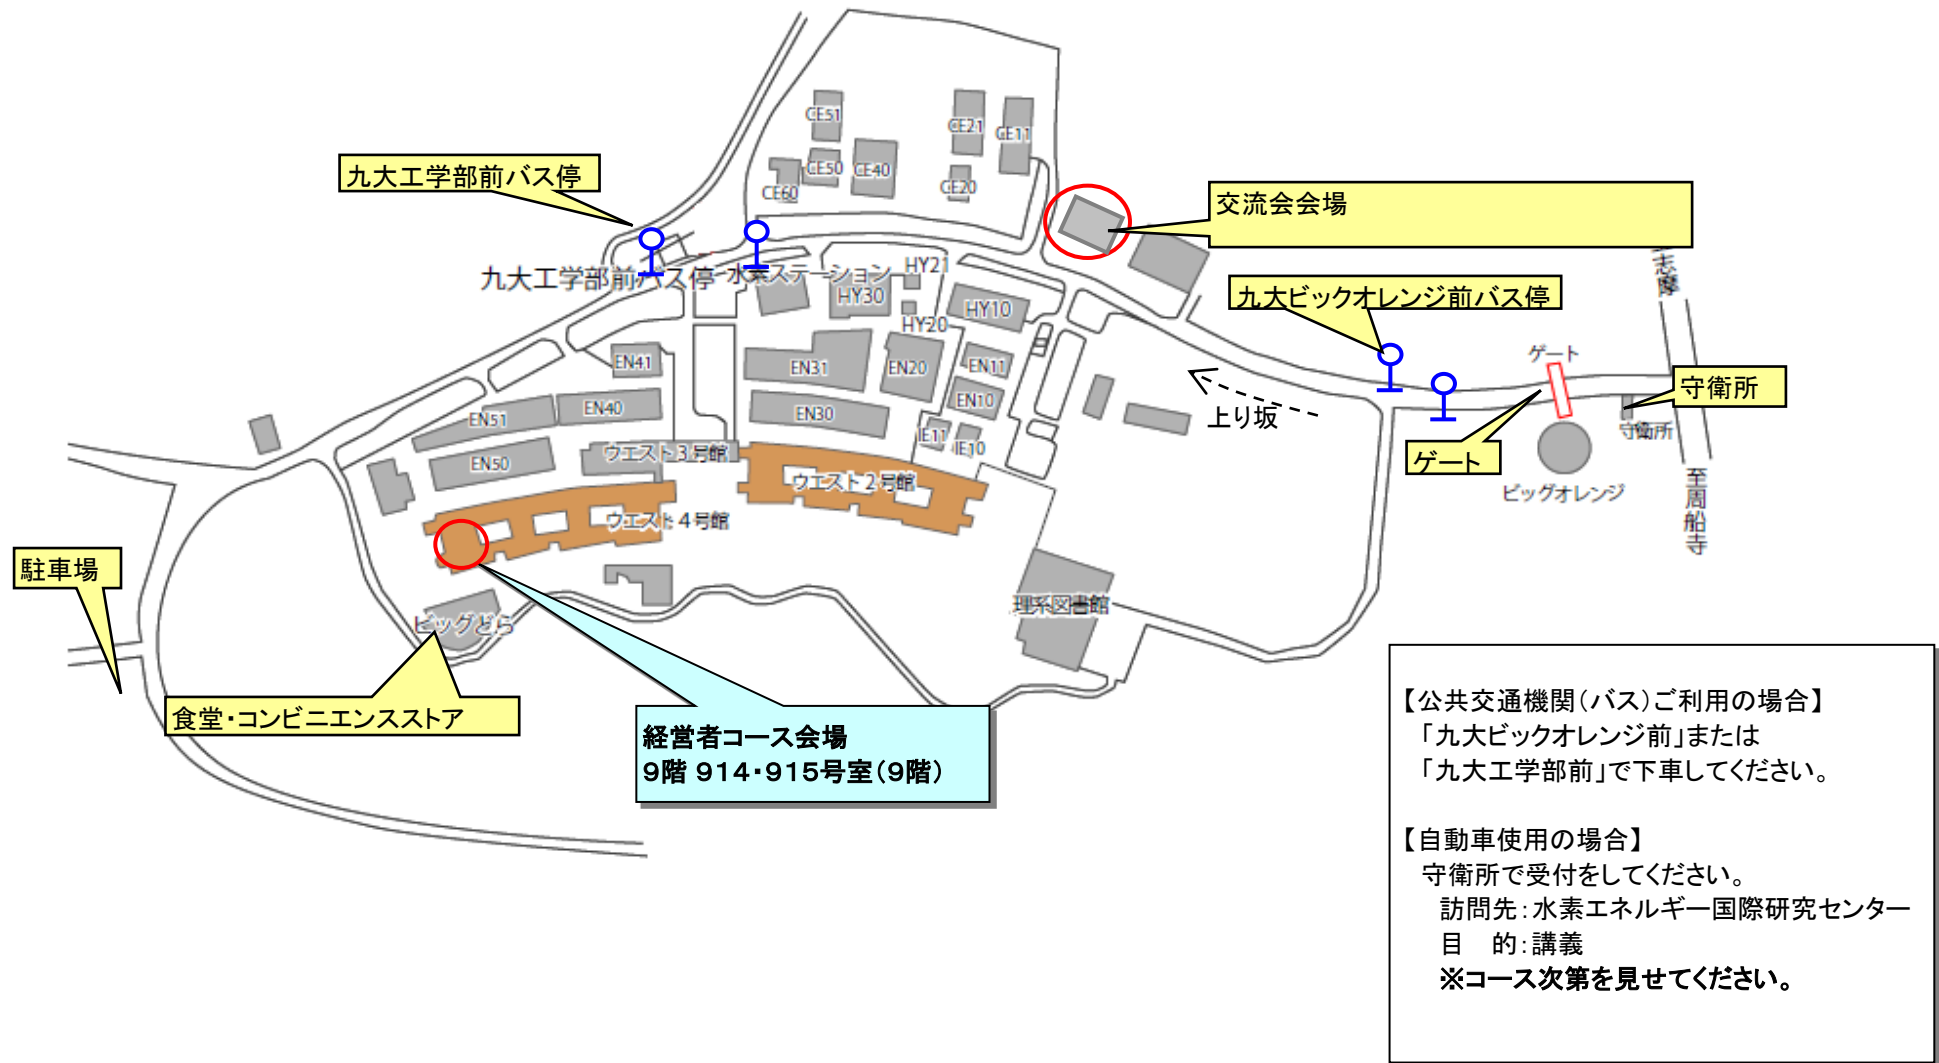 CE51
CE21
CE11
CE50
CE40
CE60
CE20
九大工学部前バス停
交流会会場
九大工学部前バス停
水素ステーション
HY21
HY30
HY20
HY10
九大ビックオレンジ前バス停
至志摩
ゲート
守衛所
守衛所
ゲート
ビッグオレンジ
至周船寺
上り坂
EN41
EN31
EN20
EN11
EN40
EN30
EN10
EN51
EN50
IE11
IE10
ウエスト3号館
ウエスト2号館
ウエスト4号館
駐車場
ビッグどら
理系図書館
食堂・コンビニエンスストア
経営者コース会場
9階 914・915号室(9階)
【公共交通機関(バス)ご利用の場合】
「九大ビックオレンジ前」または
「九大工学部前」で下車してください。
【自動車使用の場合】
守衛所で受付をしてください。
訪問先:水素エネルギー国際研究センター
目 的:講義
※コース次第を見せてください。